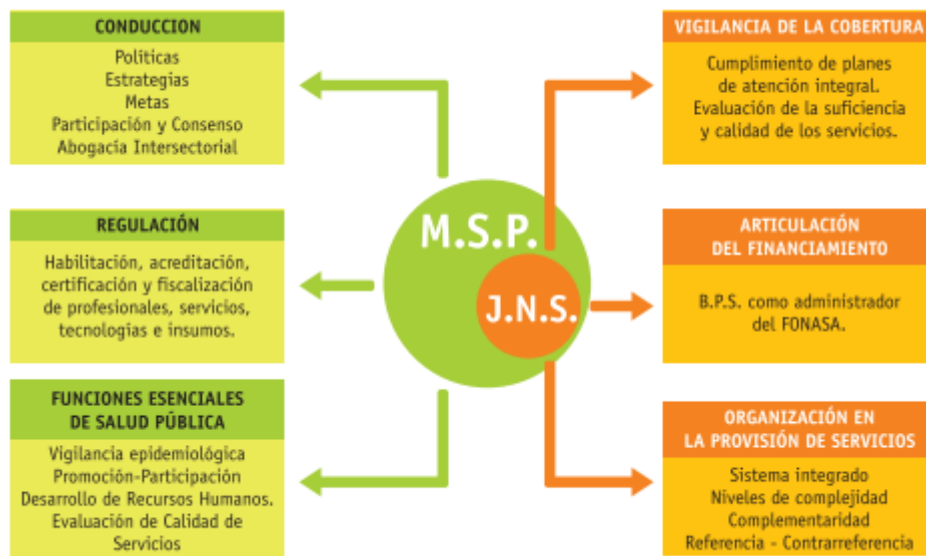 CONDUCCION
Políticas
Estrategias
Metas
Participación y Consenso
Abogacía Intersectorial
REGULACIÓN
Habilitación, acreditación,
certificación y fiscalización
de profesionales, servicios,
tecnologías e insumos.
FUNCIONES ESENCIALES
DE SALUD PÚBLICA
Vigilancia epidemiológica
Promoción-Participación
Desarrollo de Recursos Humanos.
Evaluación de Calidad de
Servicios
M.S.P.
J.N.S.
VIGILANCIA DE LA COBERTURA
Cumplimiento de planes
de atención integral.
Evaluación de la suficiencia
y calidad de los servicios.
ARTICULACIÓN
DEL FINANCIAMIENTO
B.P.S. como administrador
del FONASA.
ORGANIZACIÓN EN
LA PROVISIÓN DE SERVICIOS
Sistema integrado
Niveles de complejidad
Complementaridad
Referencia - Contrarreferencia